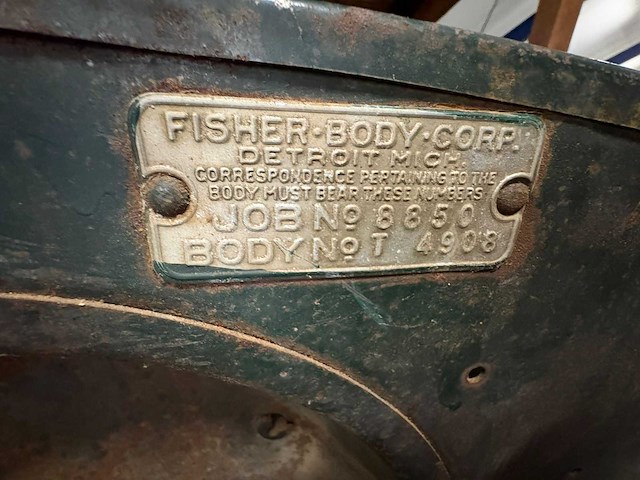 FISHER·BODY·CORP.
DETROIT MICH.
CORRESPONDENCE PERTAINING TO THE
BODY MUST BEAR THESE NUMBERS
JOB No 8850
BODY No T 4908